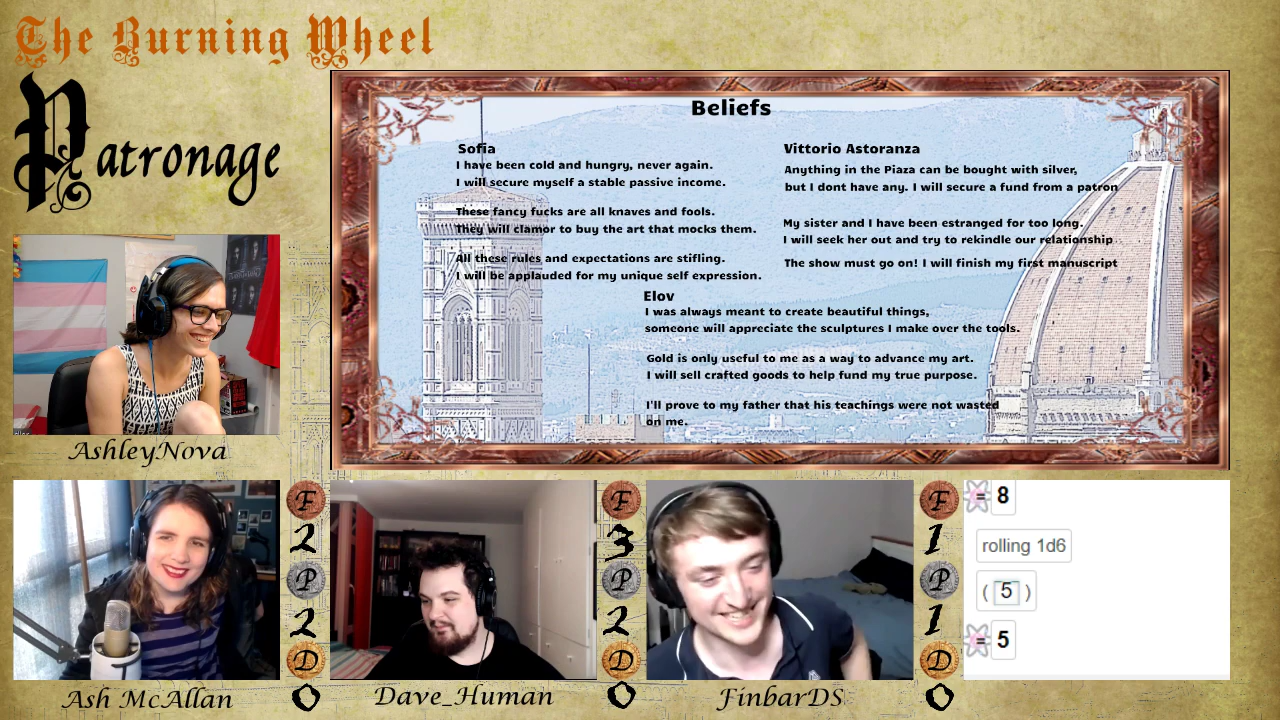 The Burning Wheel
Patronage
Beliefs
Sofia
I have been cold and hungry, never again.
I will secure myself a stable passive income.
These fancy fucks are all knaves and fools.
They will clamor to buy the art that mocks them.
All these rules and expectations are stifling.
I will be applauded for my unique self expression.
Vittorio Astoranza
Anything in the Piaza can be bought with silver,
but I dont have any. I will secure a fund from a patron
My sister and I have been estranged for too long.
I will seek her out and try to rekindle our relationship
The show must go on! I will finish my first manuscript
Elov
I was always meant to create beautiful things,
someone will appreciate the sculptures I make over the tools.
Gold is only useful to me as a way to advance my art.
I will sell crafted goods to help fund my true purpose.
I'll prove to my father that his teachings were not wasted
on me.
AshleyNova
F
2
P
2
D
0
Ash McAllan
F
3
P
2
D
0
Dave_Human
F
1
P
1
D
0
FinbarDS
= 8
rolling 1d6
( 5 )
= 5